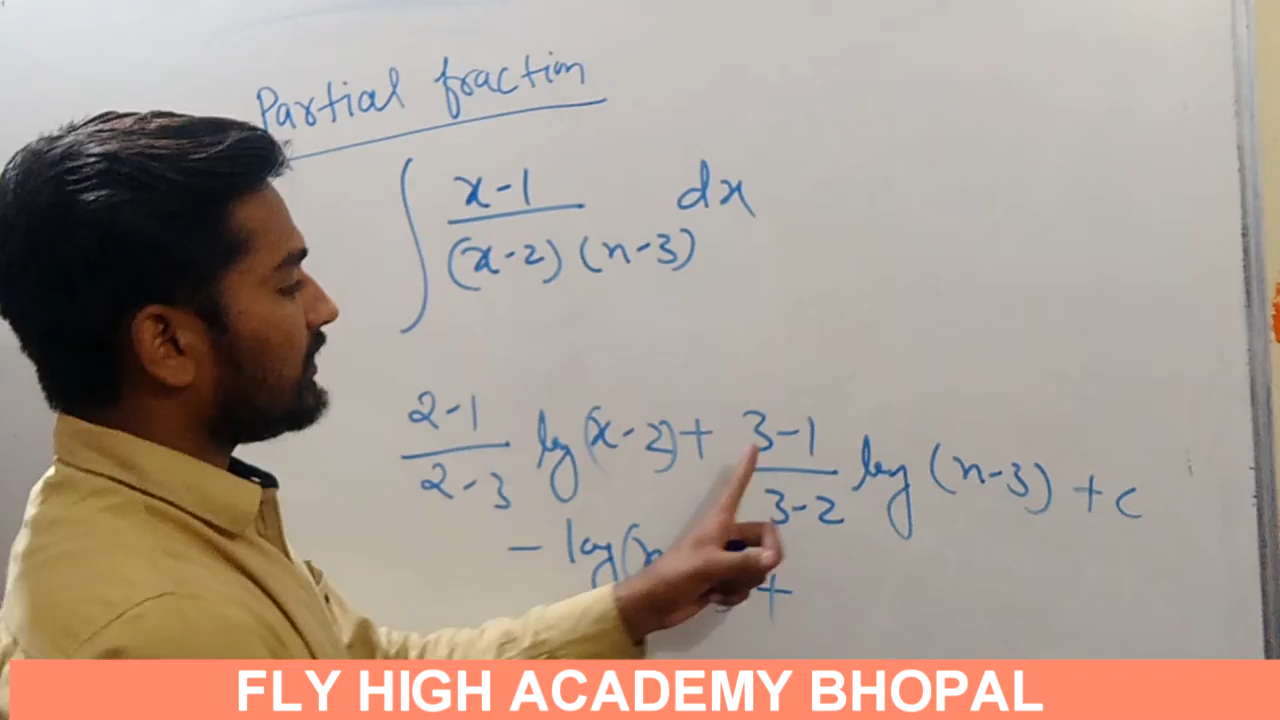 Partial fraction
∫ x-1 / (x-2) (x-3) dx
2-1 / 2-3 log (x-2) + 3-1 / 3-2 log (x-3) + c
- log (x +
FLY HIGH ACADEMY BHOPAL